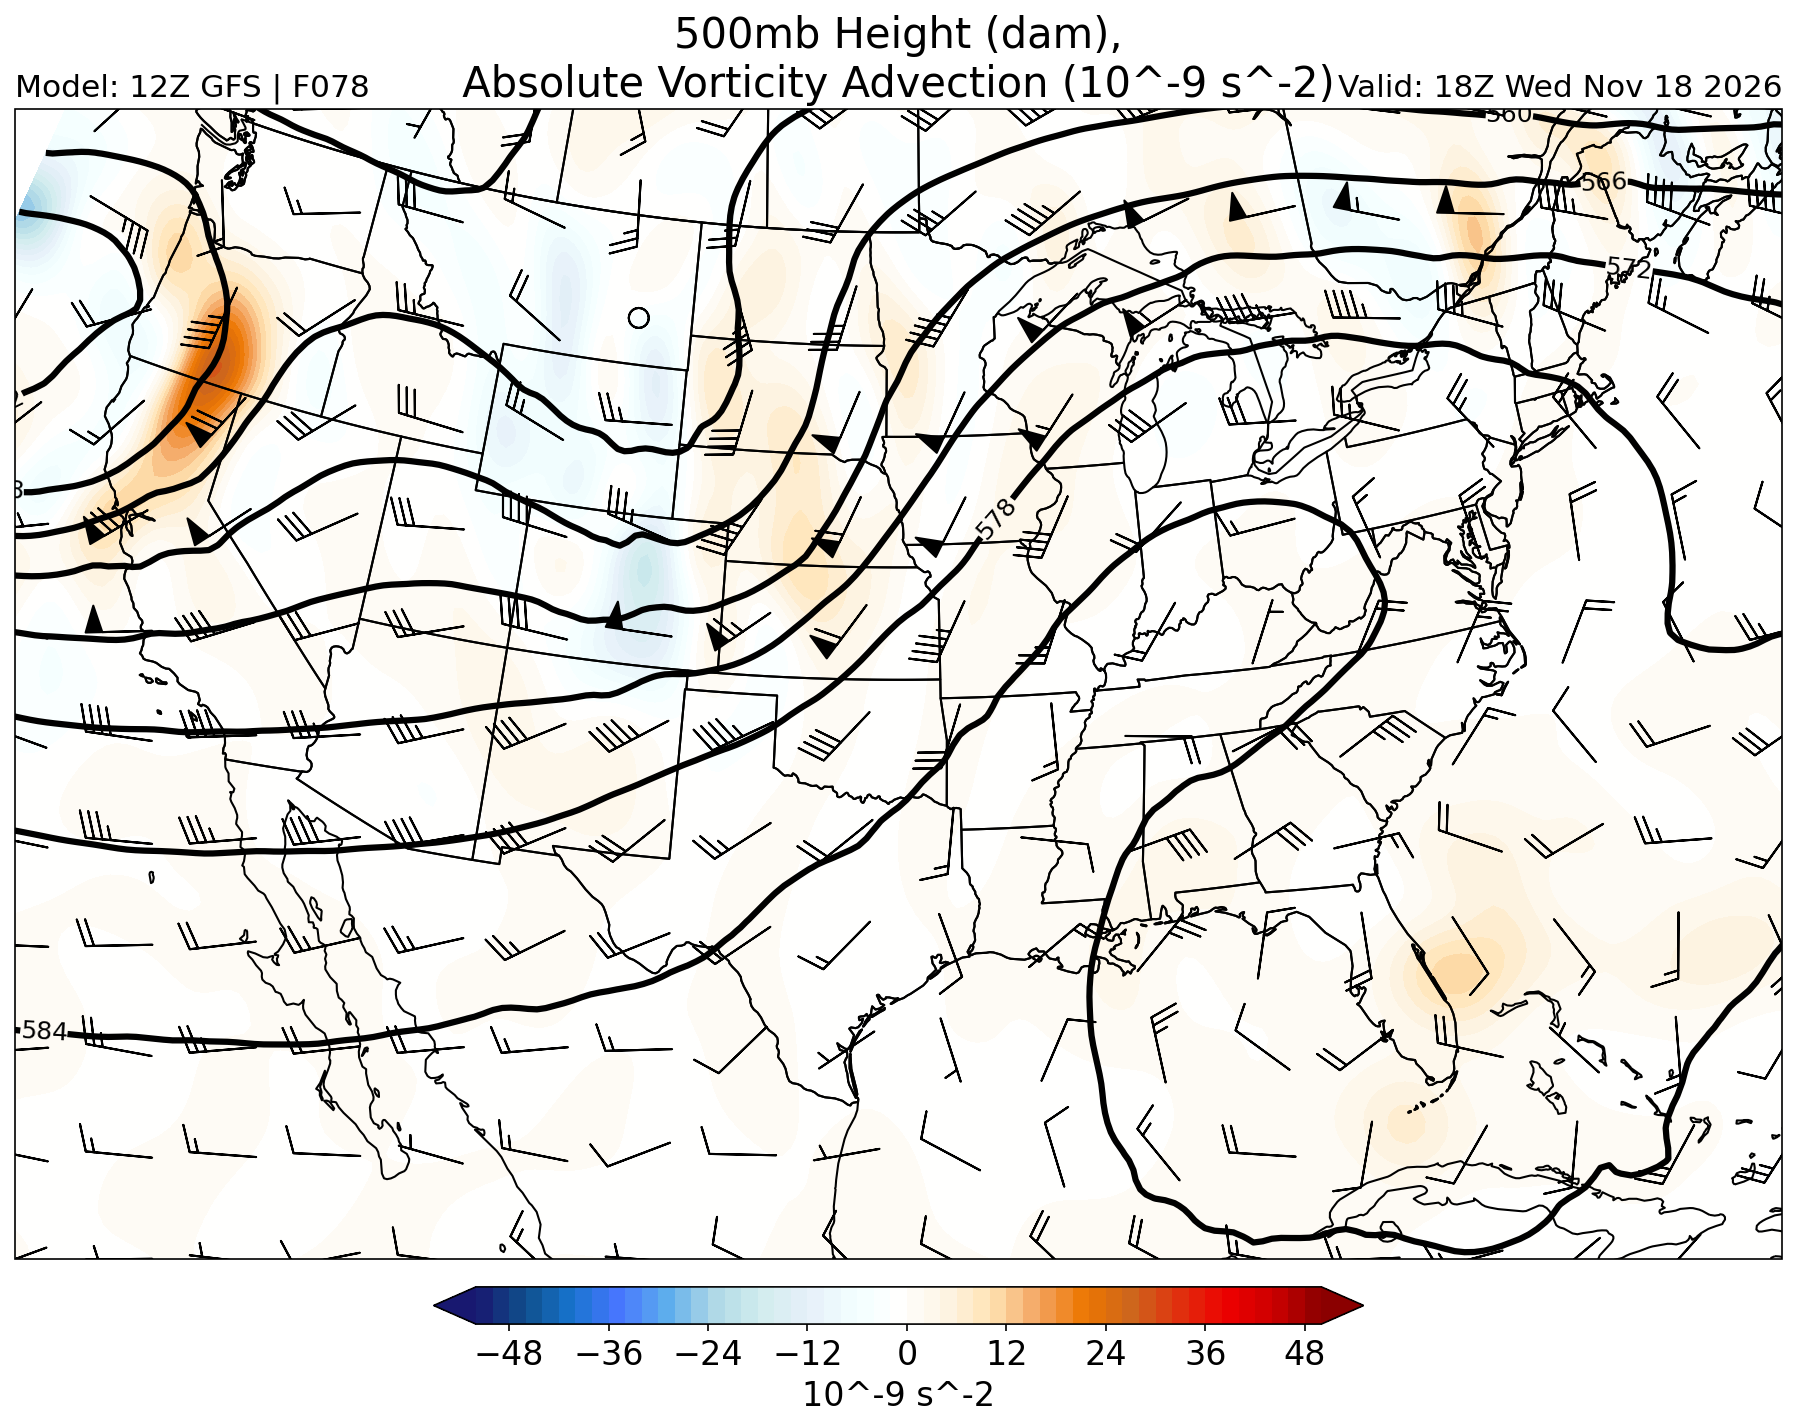 500mb Height (dam),
Model: 12Z GFS | F078
Absolute Vorticity Advection (10^-9 s^-2)
Valid: 18Z Wed Nov 18 2026
560
566
572
578
584
−48 −36 −24 −12 0 12 24 36 48
10^-9 s^-2